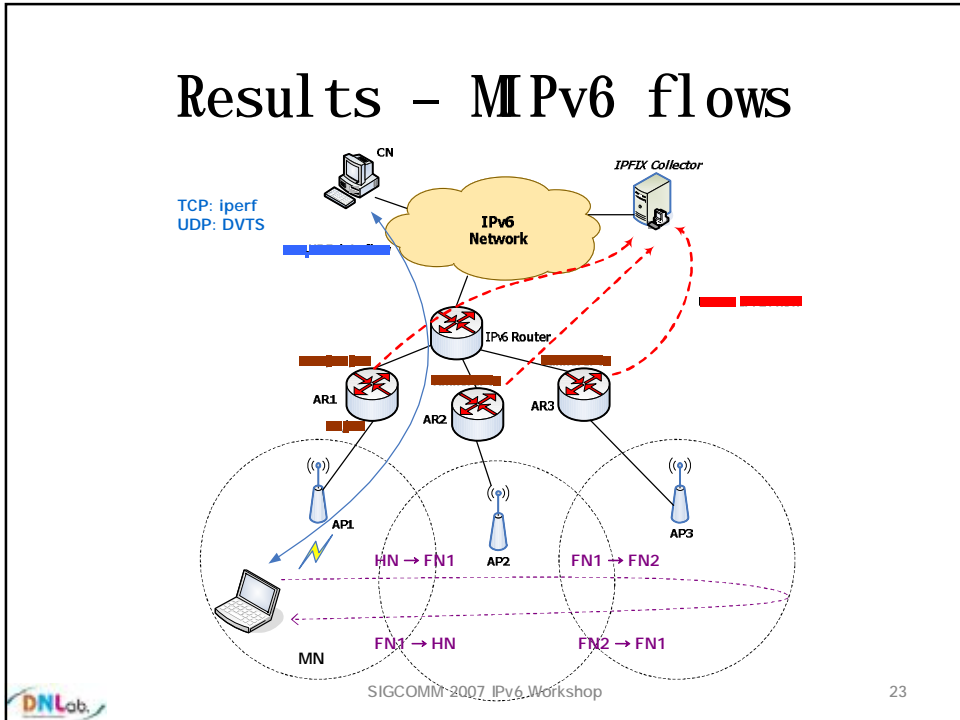 Results – MIPv6 flows
CN
IPFIX Collector
TCP: iperf
UDP: DVTS
IPv6
Network
IPv6 Router
AR1
AR2
AR3
AP1
AP2
AP3
HN → FN1
FN1 → FN2
FN1 → HN
FN2 → FN1
MN
DNLab.
SIGCOMM 2007 IPv6 Workshop
23